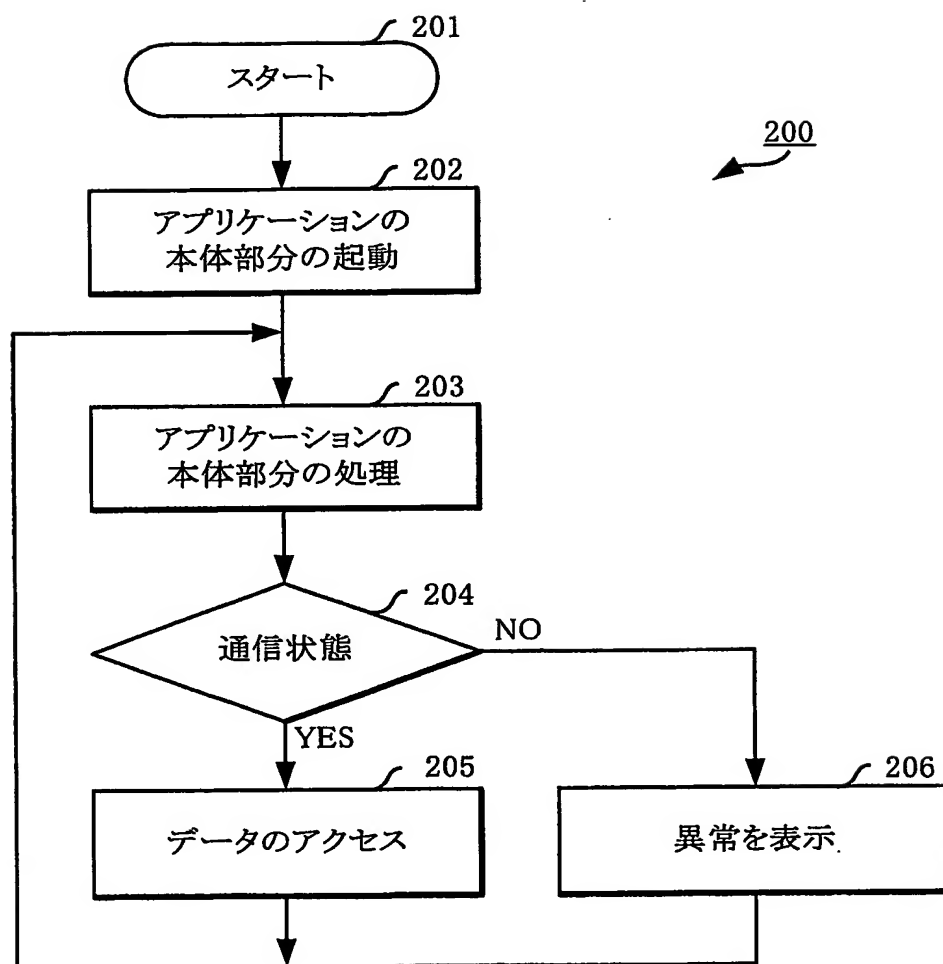 201
スタート
200
202
アプリケーションの
本体部分の起動
203
アプリケーションの
本体部分の処理
204
通信状態
NO
YES
205
データのアクセス
206
異常を表示